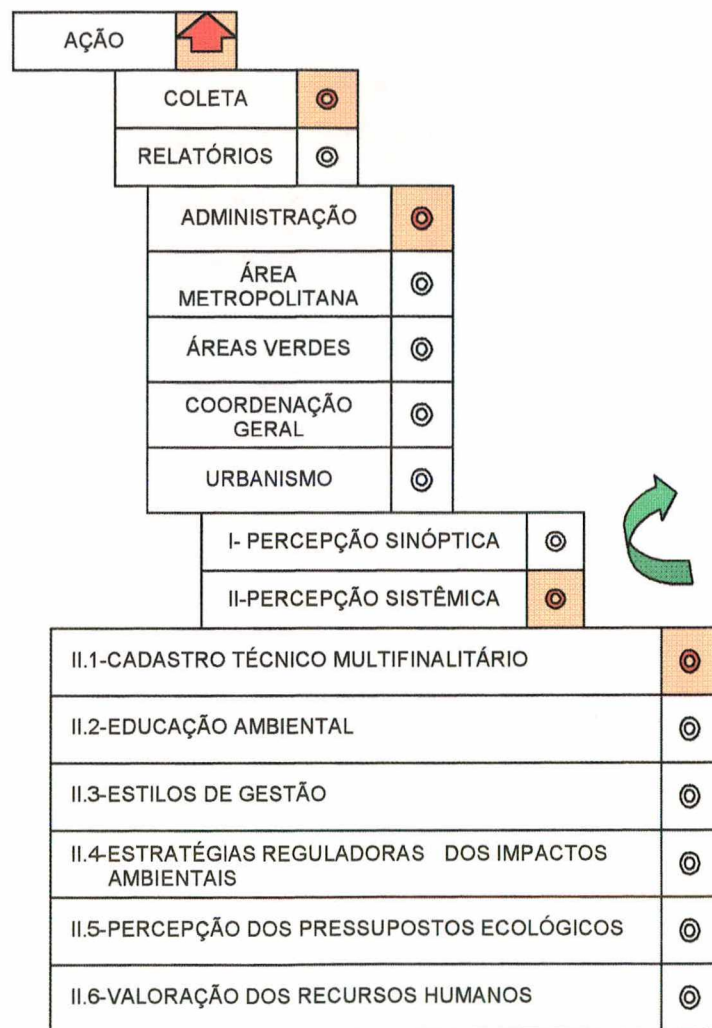 AÇÃO
COLETA
RELATÓRIOS
ADMINISTRAÇÃO
ÁREA
METROPOLITANA
ÁREAS VERDES
COORDENAÇÃO
GERAL
URBANISMO
I- PERCEPÇÃO SINÓPTICA
II-PERCEPÇÃO SISTÊMICA
II.1-CADASTRO TÉCNICO MULTIFINALITÁRIO
II.2-EDUCAÇÃO AMBIENTAL
II.3-ESTILOS DE GESTÃO
II.4-ESTRATÉGIAS REGULADORAS DOS IMPACTOS
AMBIENTAIS
II.5-PERCEPÇÃO DOS PRESSUPOSTOS ECOLÓGICOS
II.6-VALORAÇÃO DOS RECURSOS HUMANOS